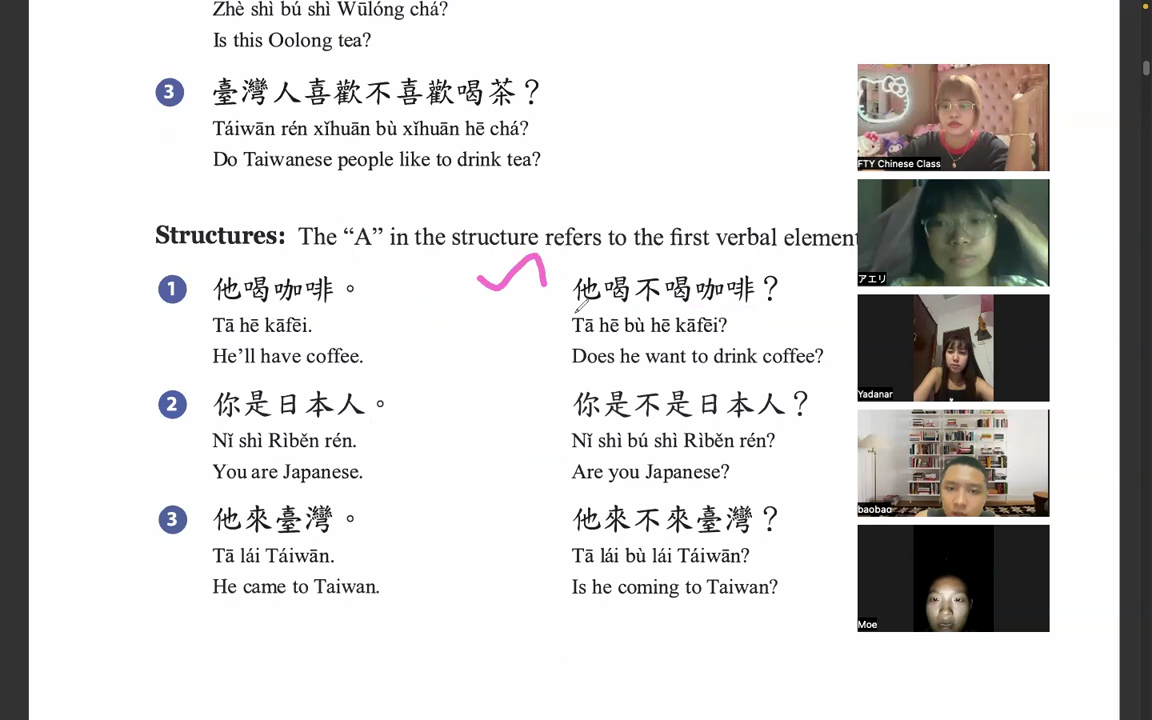 Zhè shì bú shì Wūlóng chá?
Is this Oolong tea?
3 臺灣人喜歡不喜歡喝茶？
Táiwān rén xǐhuān bù xǐhuān hē chá?
Do Taiwanese people like to drink tea?
FTY Chinese Class
Structures: The “A” in the structure refers to the first verbal element
アエリ
1 他喝咖啡。 他喝不喝咖啡？
Tā hē kāfēi. Tā hē bù hē kāfēi?
He’ll have coffee. Does he want to drink coffee?
Yadanar
2 你是日本人。 你是不是日本人？
Nǐ shì Rìběn rén. Nǐ shì bú shì Rìběn rén?
You are Japanese. Are you Japanese?
baobao
3 他來臺灣。 他來不來臺灣？
Tā lái Táiwān. Tā lái bù lái Táiwān?
He came to Taiwan. Is he coming to Taiwan?
Moe